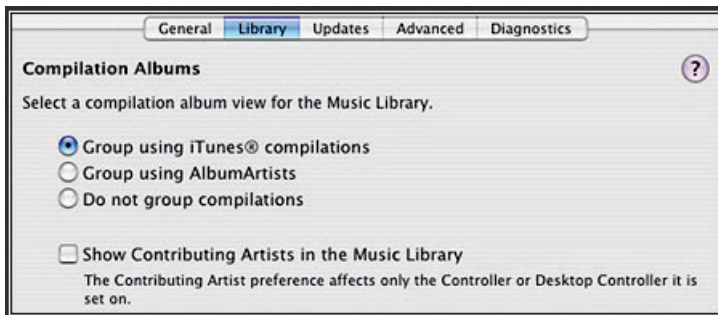 General Library Updates Advanced Diagnostics
Compilation Albums ?
Select a compilation album view for the Music Library.
Group using iTunes® compilations
Group using AlbumArtists
Do not group compilations
Show Contributing Artists in the Music Library
The Contributing Artist preference affects only the Controller or Desktop Controller it is
set on.